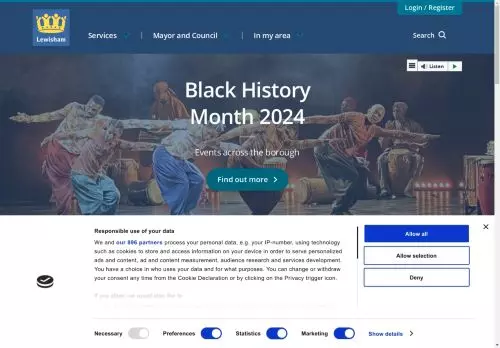 Login / Register
Lewisham
Services
Mayor and Council
In my area
Search
Listen
Black History
Month 2024
Events across the borough
Find out more
Responsible use of your data
We and our 896 partners process your personal data, e.g. your IP-number, using technology
such as cookies to store and access information on your device in order to serve personalized
ads and content, ad and content measurement, audience research and services development.
You have a choice in who uses your data and for what purposes. You can change or withdraw
your consent any time from the Cookie Declaration or by clicking on the Privacy trigger icon.
If you allow, we would also like to:
Allow all
Allow selection
Deny
Necessary
Preferences
Statistics
Marketing
Show details